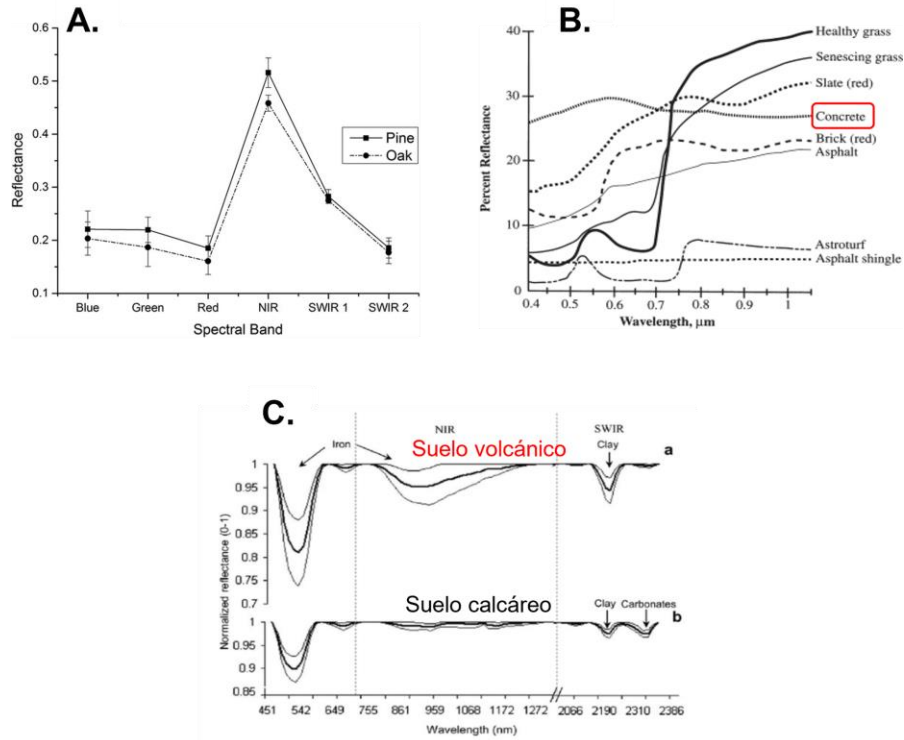 A.
0.6
0.5
0.4
0.3
0.2
0.1
Reflectance
Pine
Oak
Blue
Green
Red
NIR
SWIR 1
SWIR 2
Spectral Band
B.
40
30
20
10
0
Percent Reflectance
Healthy grass
Senescing grass
Slate (red)
Concrete
Brick (red)
Asphalt
Astroturf
Asphalt shingle
0.4 0.5 0.6 0.7 0.8 0.9 1
Wavelength, µm
C.
Iron
NIR
SWIR
Suelo volcánico
Clay
a
1
0.95
0.9
0.85
0.8
0.75
0.7
Normalized reflectance (0-1)
Suelo calcáreo
Clay Carbonates
b
1
0.95
0.9
0.85
451 542 649 755 861 959 1068 1172 1272 2066 2190 2310 2386
Wavelength (nm)